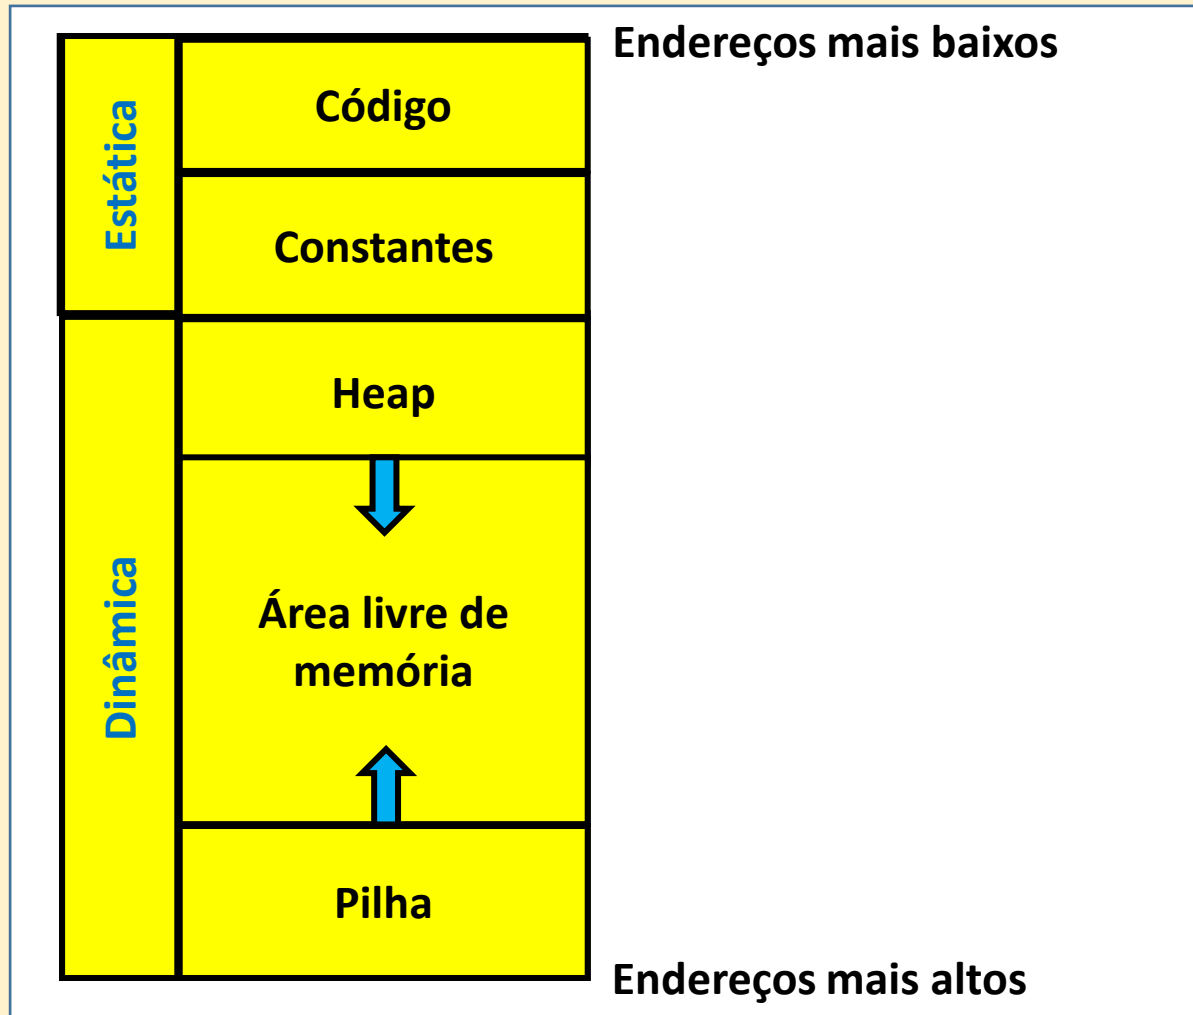 Endereços mais baixos
Estática
Código
Constantes
Dinâmica
Heap
Área livre de
memória
Pilha
Endereços mais altos